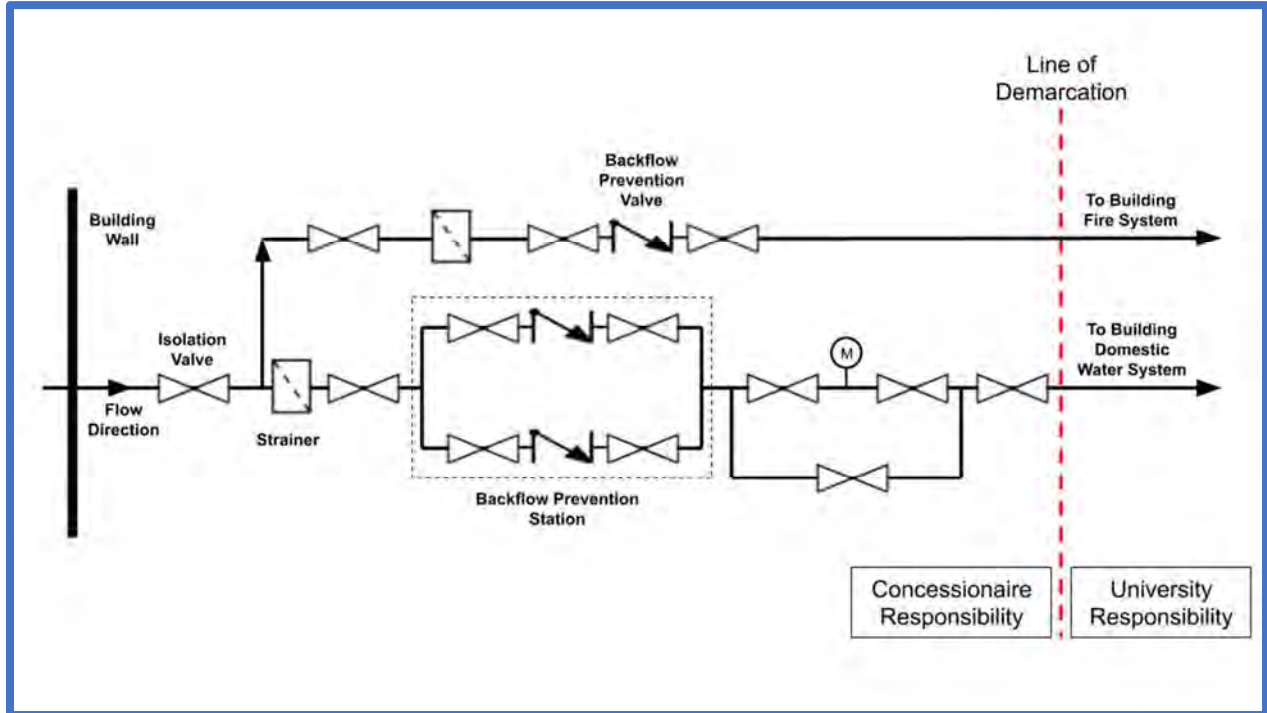 Line of
Demarcation
Backflow
Prevention
Valve
To Building
Fire System
Building
Wall
Isolation
Valve
M
To Building
Domestic
Water System
Flow
Direction
Strainer
Backflow Prevention
Station
Concessionaire
Responsibility
University
Responsibility